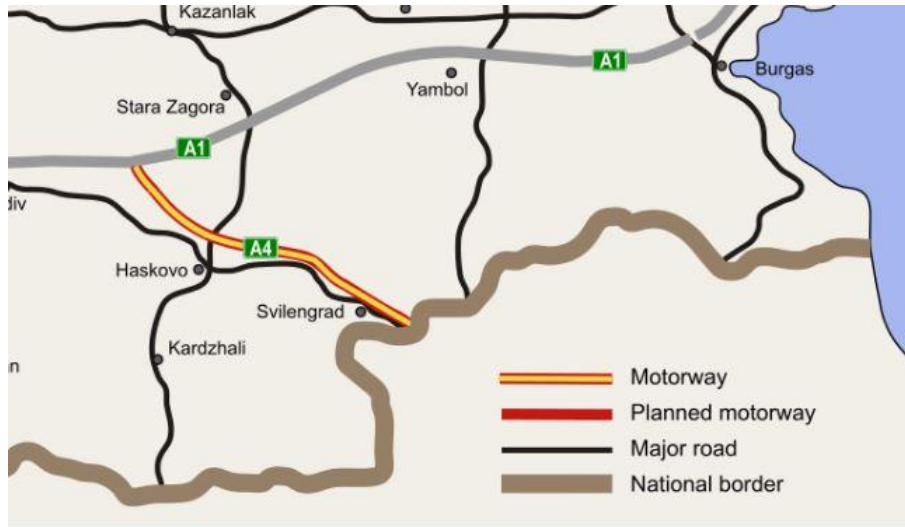 Kazanlak
A1
Burgas
Yambol
Stara Zagora
A1
div
A4
Haskovo
Svilengrad
Kardzhali
n
Motorway
Planned motorway
Major road
National border